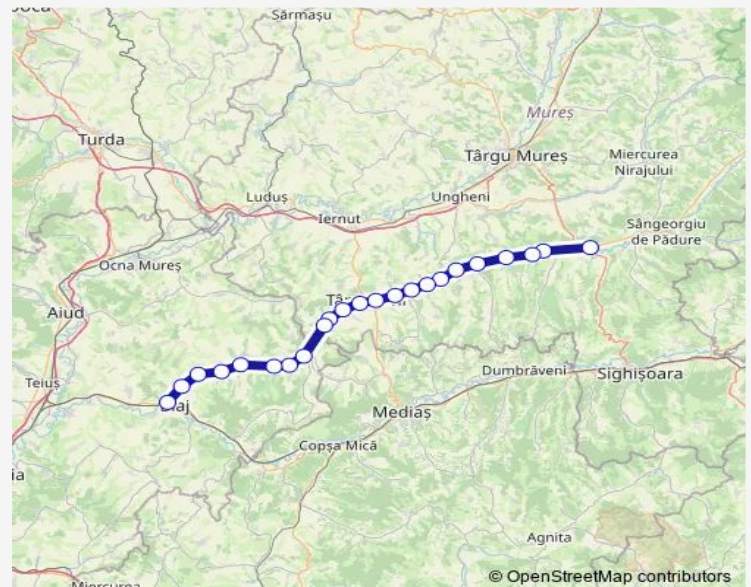 Sărmașu
Mureș
Turda
Târgu Mureș
Miercurea
Nirajului
Luduș
Ungheni
Iernut
Sângeorgiu
de Pădure
Ocna Mureș
Aiud
Dumbrăveni
Sighișoara
Teiuș
Mediaș
Copșa Mică
Agnita
© OpenStreetMap contributors